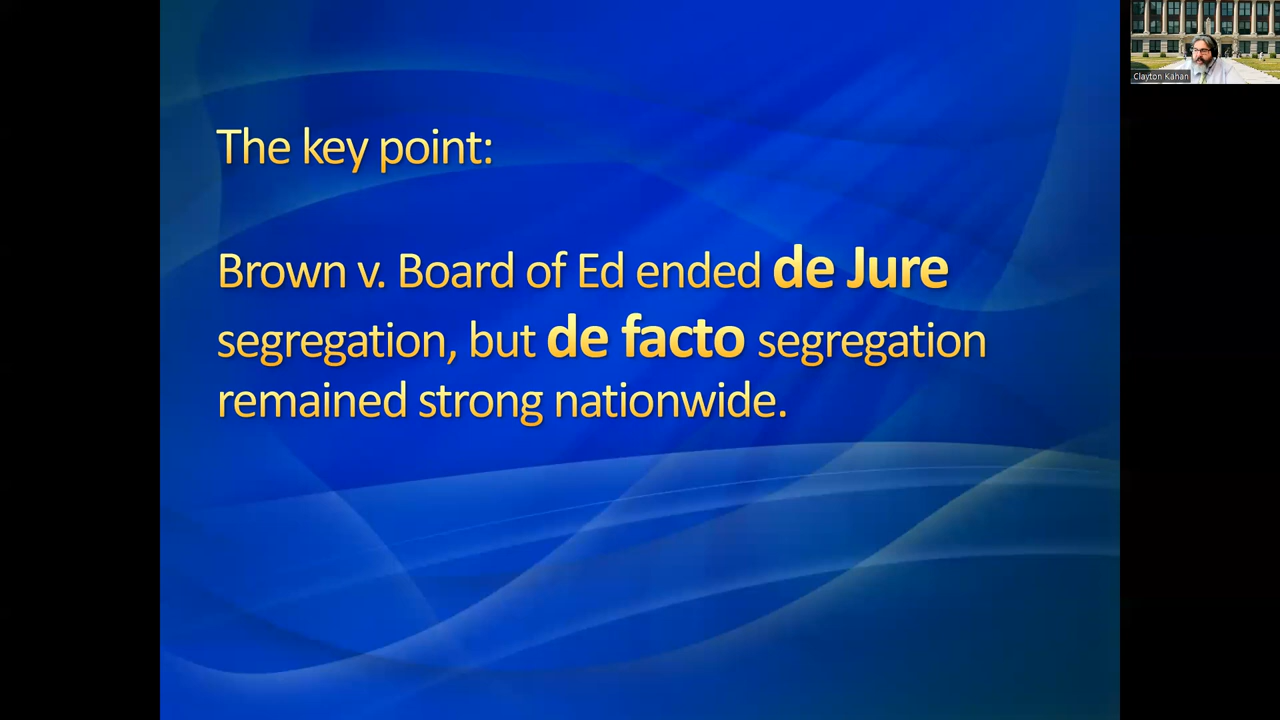 The key point:
Brown v. Board of Ed ended de Jure
segregation, but de facto segregation
remained strong nationwide.
Clayton Kahan